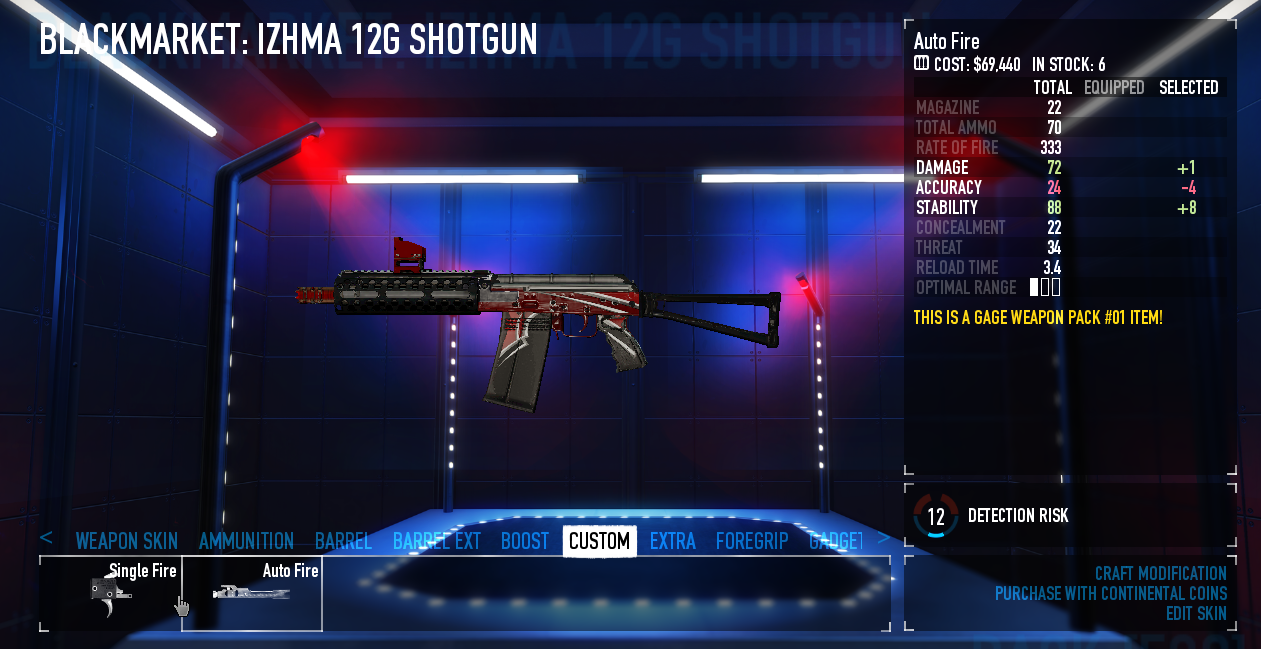 BLACKMARKET: IZHMA 12G SHOTGUN
Auto Fire
COST: $69,440 IN STOCK: 6
TOTAL EQUIPPED SELECTED
MAGAZINE 22
TOTAL AMMO 70
RATE OF FIRE 333
DAMAGE 72 +1
ACCURACY 24 -4
STABILITY 88 +8
CONCEALMENT 22
THREAT 34
RELOAD TIME 3.4
OPTIMAL RANGE
THIS IS A GAGE WEAPON PACK #01 ITEM!
12 DETECTION RISK
< WEAPON SKIN AMMUNITION BARREL BARREL EXT BOOST CUSTOM EXTRA FOREGRIP GADGET >
Single Fire Auto Fire
CRAFT MODIFICATION
PURCHASE WITH CONTINENTAL COINS
EDIT SKIN